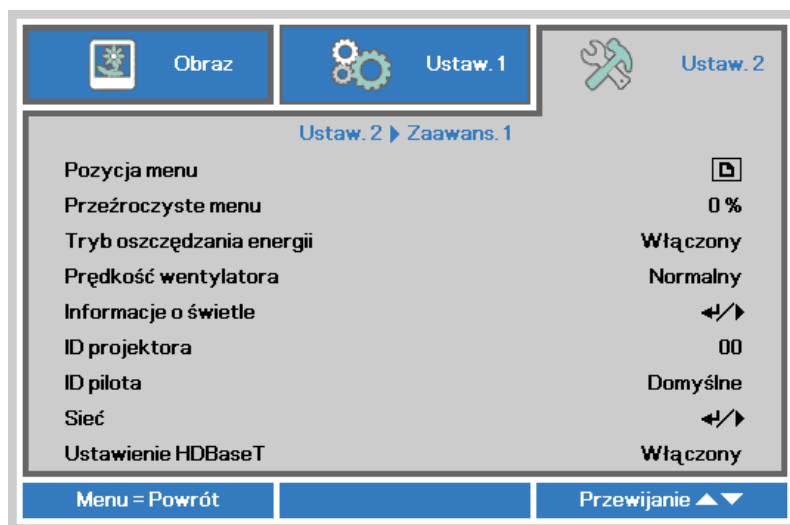 Obraz
Ustaw. 1
Ustaw. 2
Ustaw. 2 ▶ Zaawans. 1
Pozycja menu
Przeźroczyste menu 0 %
Tryb oszczędzania energii Włączony
Prędkość wentylatora Normalny
Informacje o świetle ↵/▶
ID projektora 00
ID pilota Domyślne
Sieć ↵/▶
Ustawienie HDBaseT Włączony
Menu = Powrót Przewijanie ▲▼